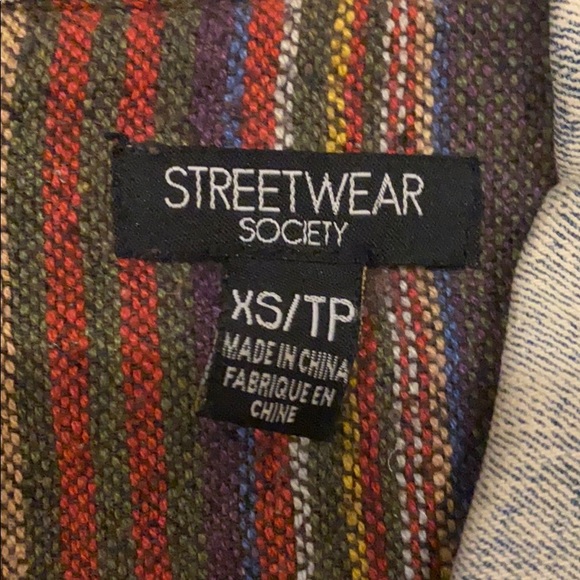 STREETWEAR
SOCIETY
XS/TP
MADE IN CHINA
FABRIQUE EN
CHINE